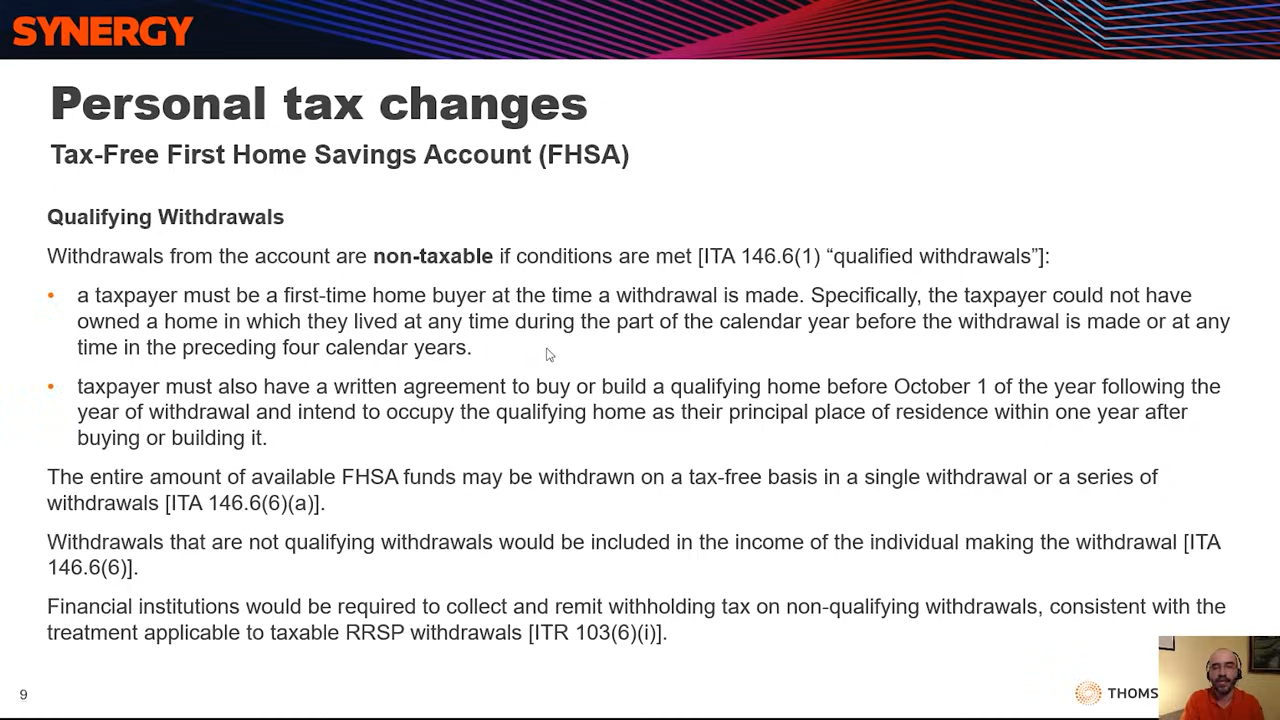 SYNERGY
Personal tax changes
Tax-Free First Home Savings Account (FHSA)
Qualifying Withdrawals
Withdrawals from the account are non-taxable if conditions are met [ITA 146.6(1) “qualified withdrawals”]:
• a taxpayer must be a first-time home buyer at the time a withdrawal is made. Specifically, the taxpayer could not have
owned a home in which they lived at any time during the part of the calendar year before the withdrawal is made or at any
time in the preceding four calendar years.
• taxpayer must also have a written agreement to buy or build a qualifying home before October 1 of the year following the
year of withdrawal and intend to occupy the qualifying home as their principal place of residence within one year after
buying or building it.
The entire amount of available FHSA funds may be withdrawn on a tax-free basis in a single withdrawal or a series of
withdrawals [ITA 146.6(6)(a)].
Withdrawals that are not qualifying withdrawals would be included in the income of the individual making the withdrawal [ITA
146.6(6)].
Financial institutions would be required to collect and remit withholding tax on non-qualifying withdrawals, consistent with the
treatment applicable to taxable RRSP withdrawals [ITR 103(6)(i)].
9
THOMS